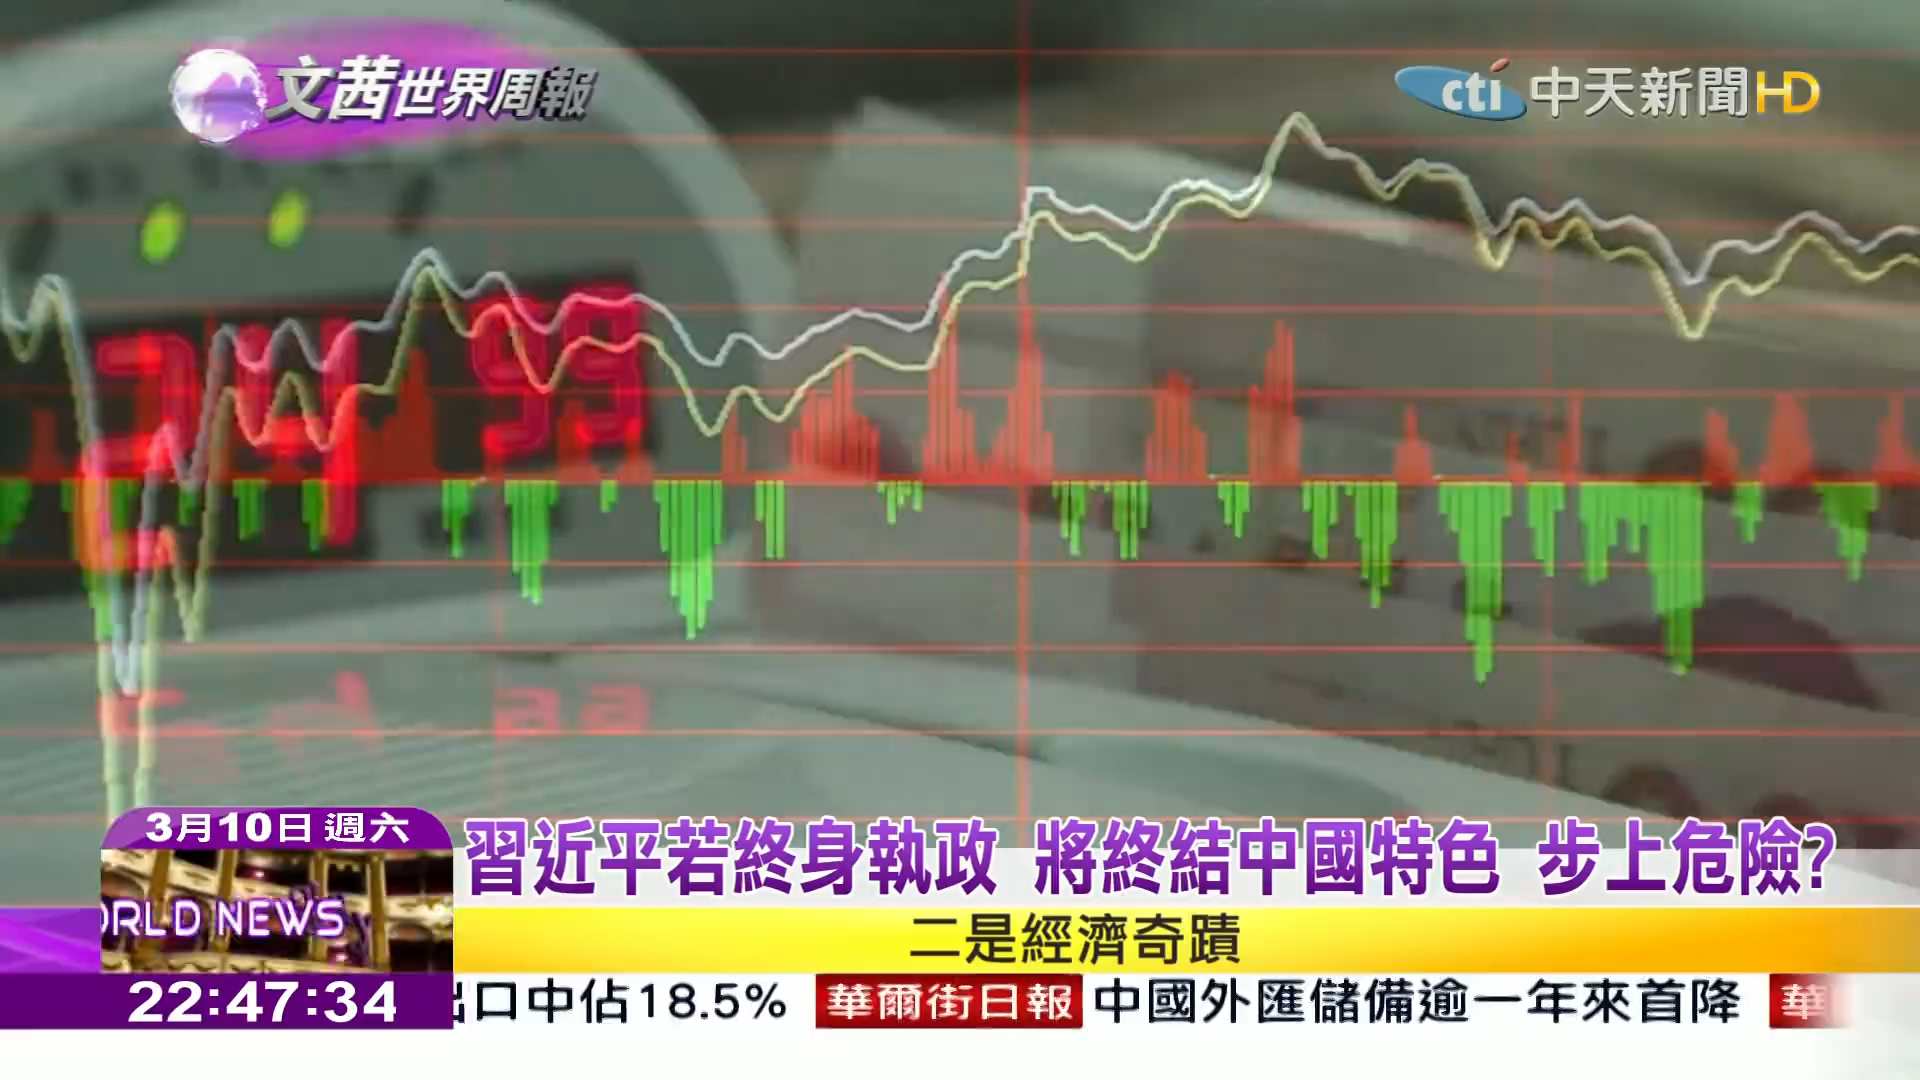 文茜世界周報
cti 中天新聞HD
34 99
3月10日 週六
習近平若終身執政 將終結中國特色 步上危險?
ORLD NEWS
二是經濟奇蹟
22:47:34
出口中佔18.5% 華爾街日報 中國外匯儲備逾一年來首降 華